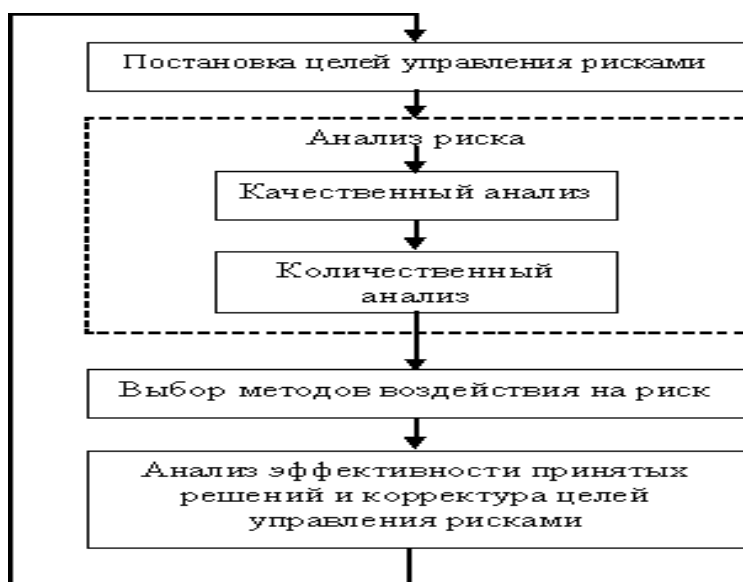 Постановка целей управления рисками
Анализ риска
Качественный анализ
Количественный
анализ
Выбор методов воздействия на риск
Анализ эффективности принятых
решений и корректура целей
управления рисками